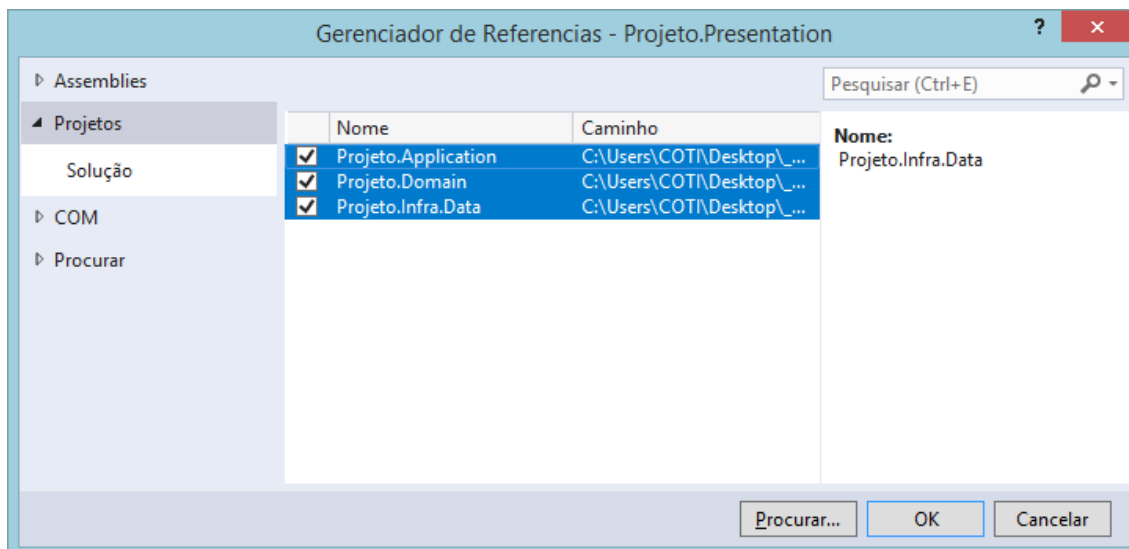 Gerenciador de Referencias - Projeto.Presentation
? ×
Assemblies
Projetos
Solução
COM
Procurar
Nome Caminho
Projeto.Application C:\Users\COTI\Desktop\_...
Projeto.Domain C:\Users\COTI\Desktop\_...
Projeto.Infra.Data C:\Users\COTI\Desktop\_...
Pesquisar (Ctrl+E)
Nome:
Projeto.Infra.Data
Procurar... OK Cancelar